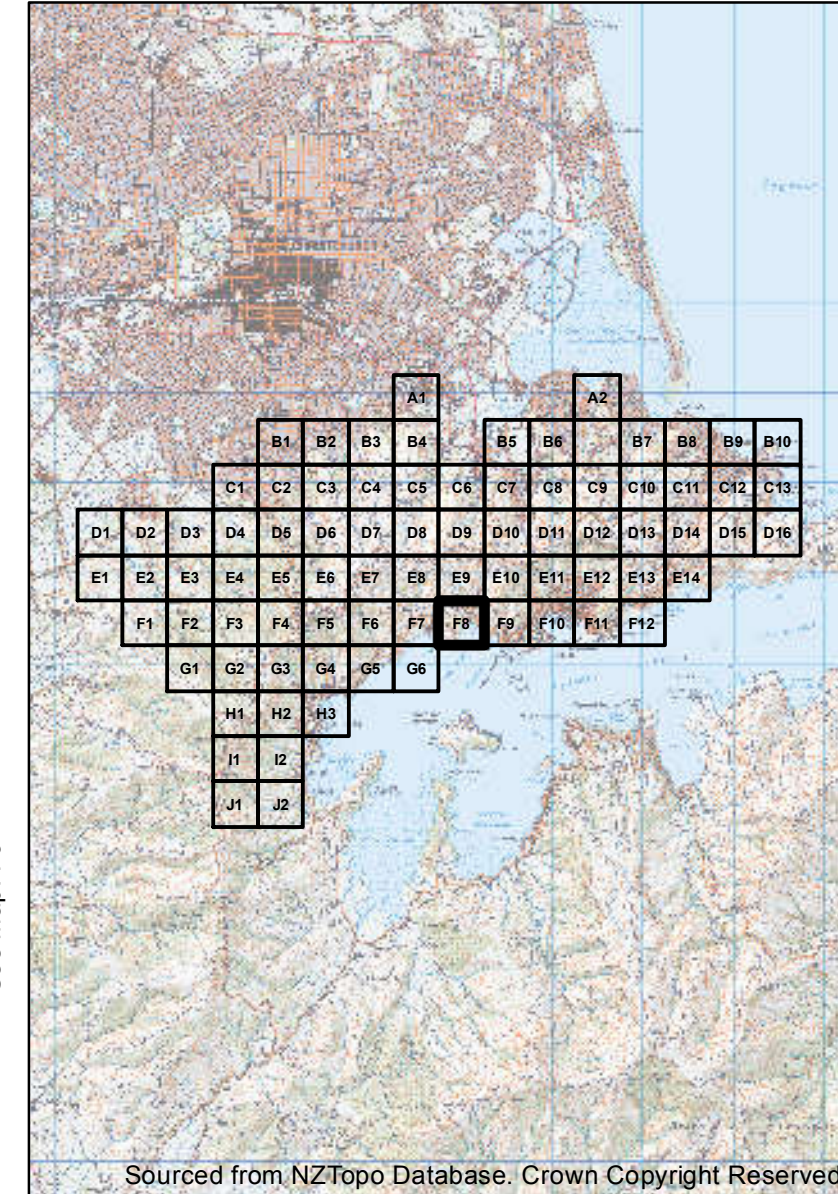 A1 A2
B1 B2 B3 B4 B5 B6 B7 B8 B9 B10
C1 C2 C3 C4 C5 C6 C7 C8 C9 C10 C11 C12 C13
D1 D2 D3 D4 D5 D6 D7 D8 D9 D10 D11 D12 D13 D14 D15 D16
E1 E2 E3 E4 E5 E6 E7 E8 E9 E10 E11 E12 E13 E14
F1 F2 F3 F4 F5 F6 F7 F8 F9 F10 F11 F12
G1 G2 G3 G4 G5 G6
H1 H2 H3
I1 I2
J1 J2
Sourced from NZTopo Database. Crown Copyright Reserved